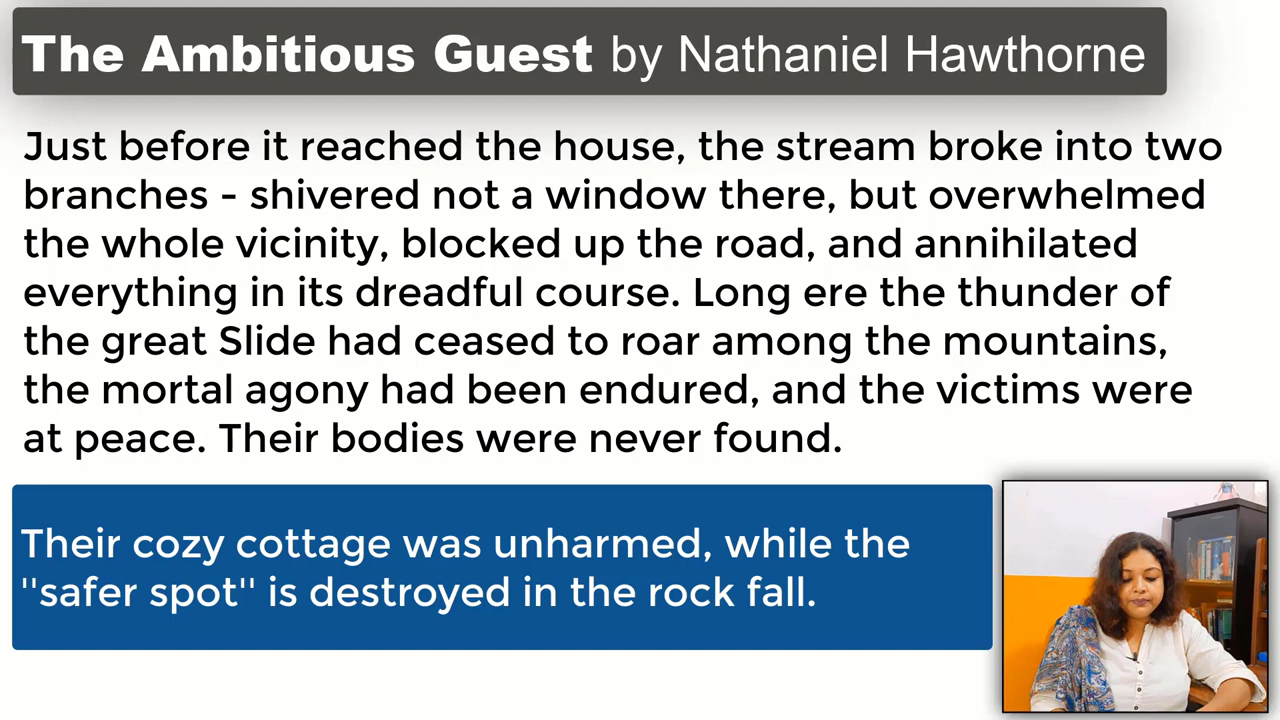 The Ambitious Guest by Nathaniel Hawthorne
Just before it reached the house, the stream broke into two
branches - shivered not a window there, but overwhelmed
the whole vicinity, blocked up the road, and annihilated
everything in its dreadful course. Long ere the thunder of
the great Slide had ceased to roar among the mountains,
the mortal agony had been endured, and the victims were
at peace. Their bodies were never found.
Their cozy cottage was unharmed, while the
"safer spot" is destroyed in the rock fall.